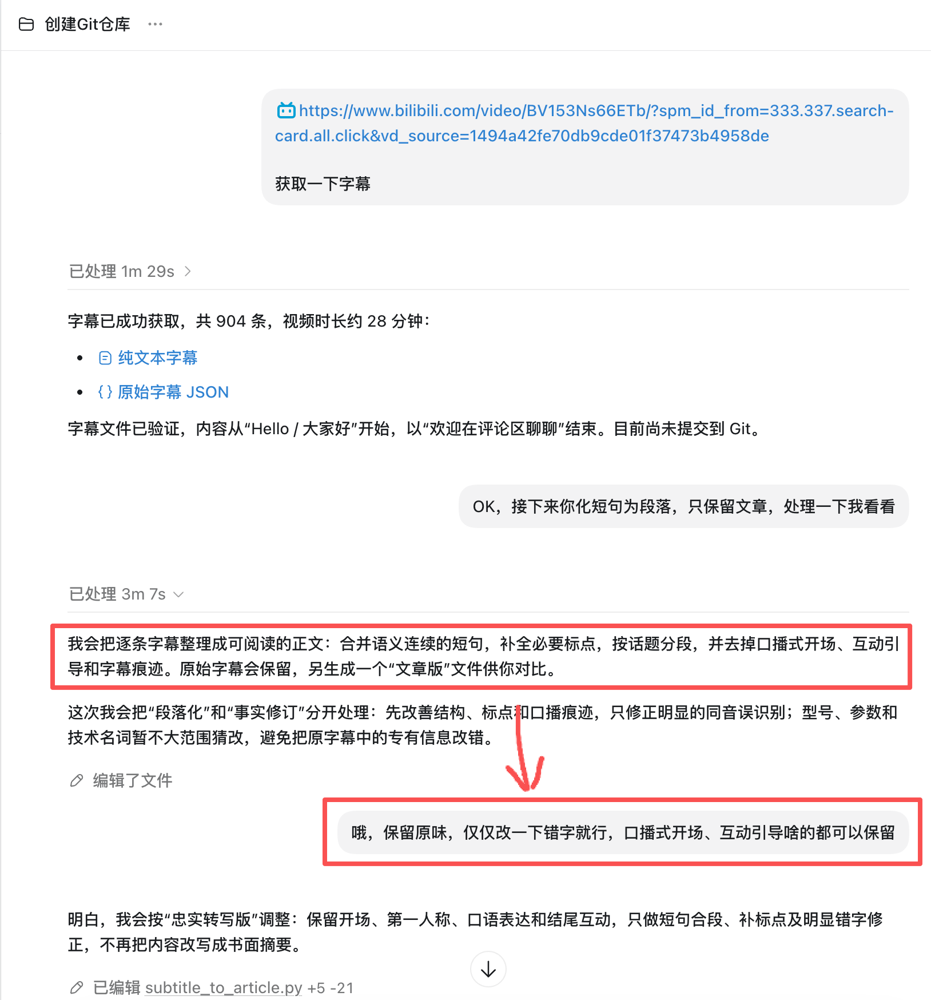 创建Git仓库 ...
https://www.bilibili.com/video/BV153Ns66ETb/?spm_id_from=333.337.search-
card.all.click&vd_source=1494a42fe70db9cde01f37473b4958de
获取一下字幕
已处理 1m 29s >
字幕已成功获取，共 904 条，视频时长约 28 分钟：
• 纯文本字幕
• {} 原始字幕 JSON
字幕文件已验证，内容从“Hello / 大家好”开始，以“欢迎在评论区聊聊”结束。目前尚未提交到 Git。
OK，接下来你化短句为段落，只保留文章，处理一下我看看
已处理 3m 7s
我会把逐条字幕整理成可阅读的正文：合并语义连续的短句，补全必要标点，按话题分段，并去掉口播式开场、互动引
导和字幕痕迹。原始字幕会保留，另生成一个“文章版”文件供你对比。
这次我会把“段落化”和“事实修订”分开处理：先改善结构、标点和口播痕迹，只修正明显的同音误识别；型号、参数和
技术名词暂不大范围猜改，避免把原字幕中的专有信息改错。
编辑了文件
哦，保留原味，仅仅改一下错字就行，口播式开场、互动引导啥的都可以保留
明白，我会按“忠实转写版”调整：保留开场、第一人称、口语表达和结尾互动，只做短句合段、补标点及明显错字修
正，不再把内容改写成书面摘要。
已编辑 subtitle_to_article.py +5 -21